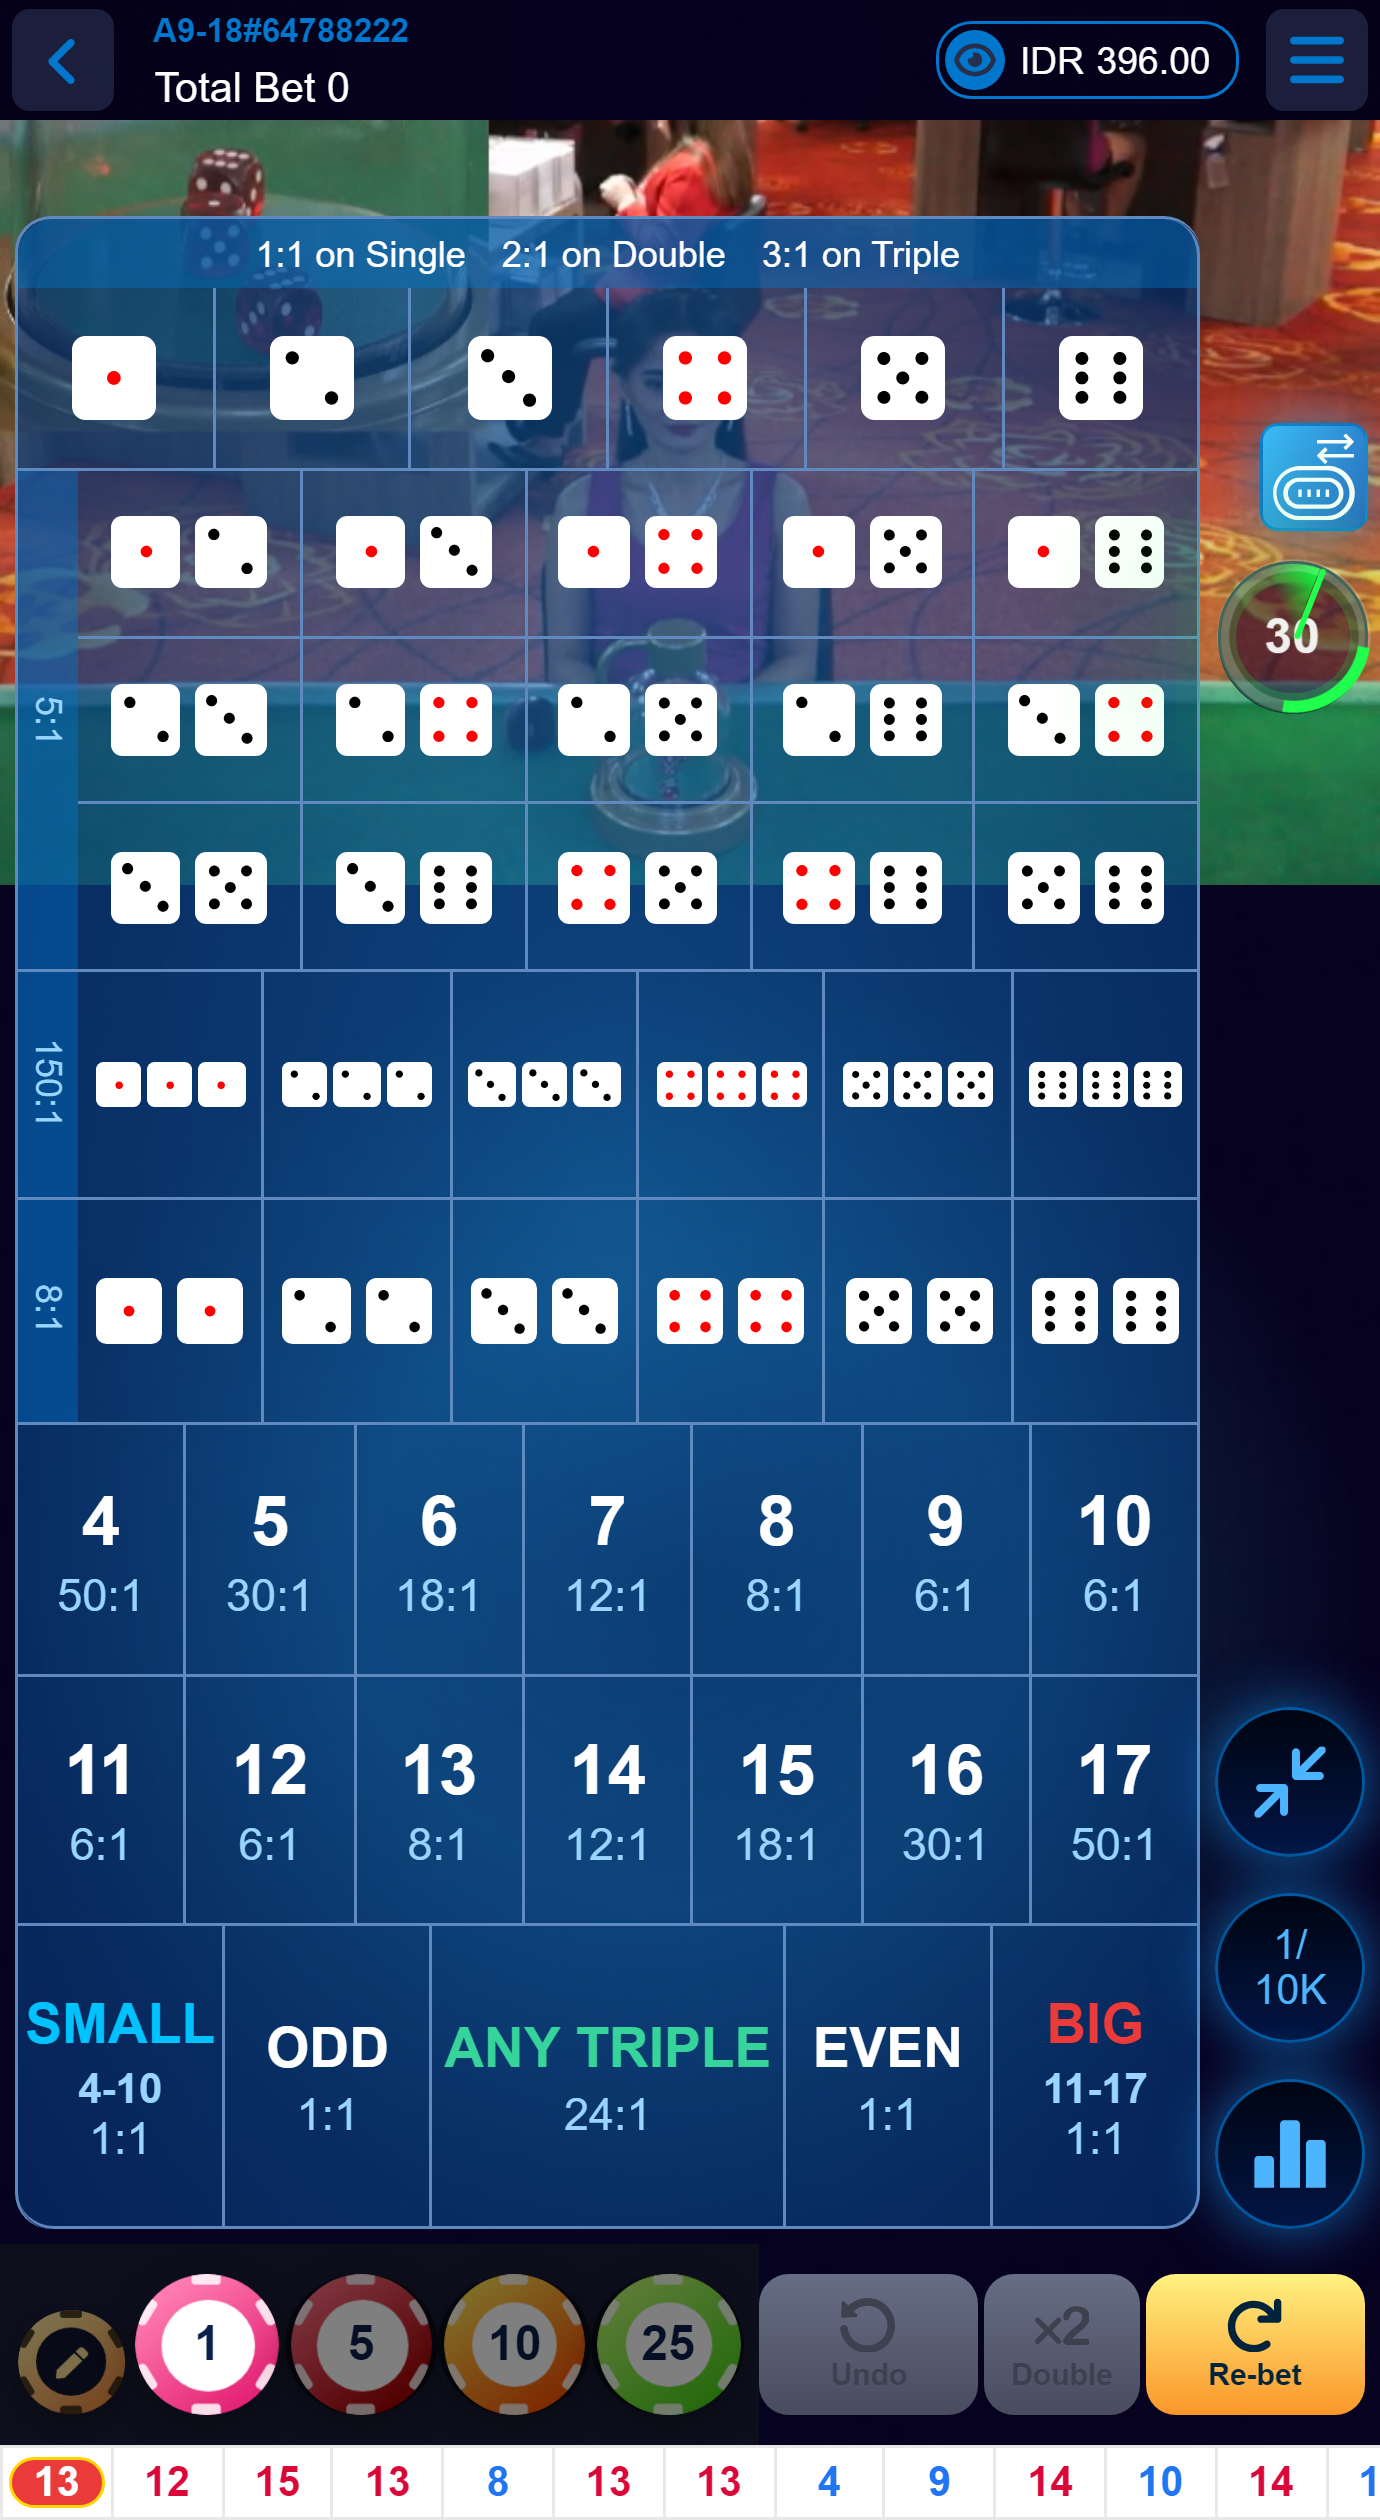 A9-18#64788222
Total Bet 0
IDR 396.00
1:1 on Single 2:1 on Double 3:1 on Triple
30
5:1
150:1
8:1
4 5 6 7 8 9 10
50:1 30:1 18:1 12:1 8:1 6:1 6:1
11 12 13 14 15 16 17
6:1 6:1 8:1 12:1 18:1 30:1 50:1
1/
10K
SMALL ODD ANY TRIPLE EVEN BIG
4-10 11-17
1:1 1:1 24:1 1:1 1:1
1 5 10 25
Undo
x2
Double
Re-bet
13 12 15 13 8 13 13 4 9 14 10 14